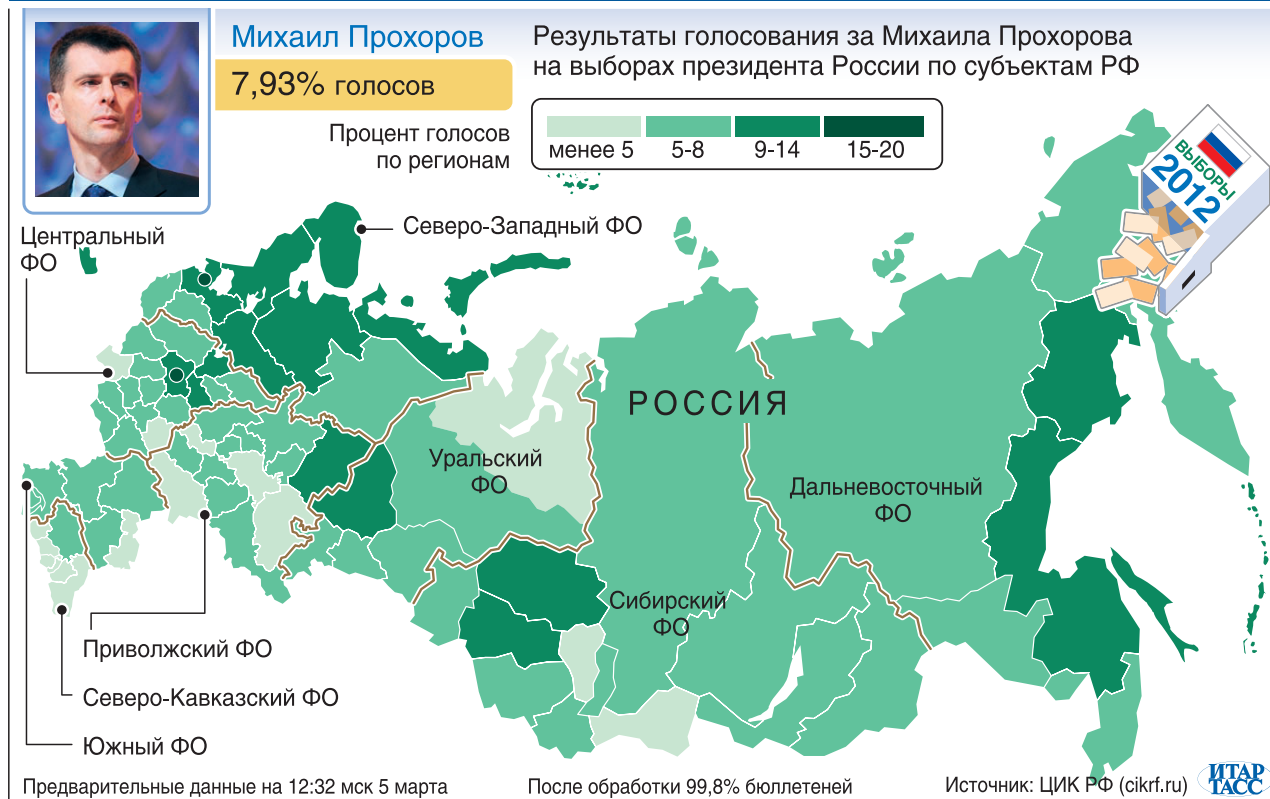 Михаил Прохоров
7,93% голосов
Результаты голосования за Михаила Прохорова
на выборах президента России по субъектам РФ
Процент голосов
по регионам
менее 5
5-8
9-14
15-20
ВЫБОРЫ
2012
Центральный
ФО
Северо-Западный ФО
РОССИЯ
Уральский
ФО
Дальневосточный
ФО
Сибирский
ФО
Приволжский ФО
Северо-Кавказский ФО
Южный ФО
Предварительные данные на 12:32 мск 5 марта
После обработки 99,8% бюллетеней
Источник: ЦИК РФ (cikrf.ru)
ИТАР
ТАСС